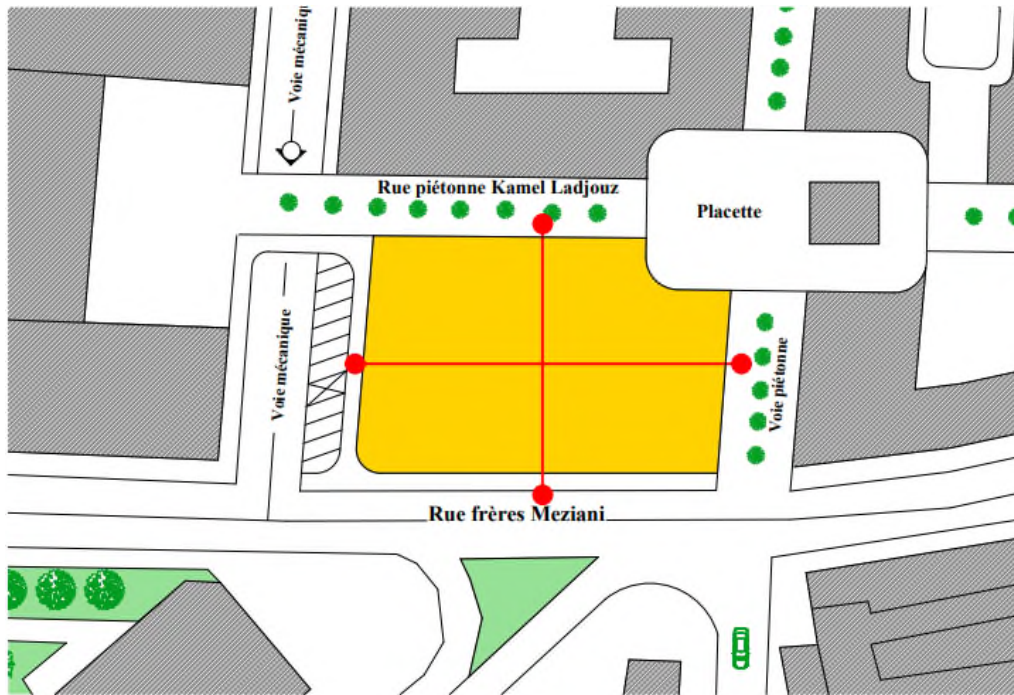 Voie mécanique
Rue piétonne Kamel Ladjouz
Placette
Voie mécanique
Voie piétonne
Rue frères Meziani